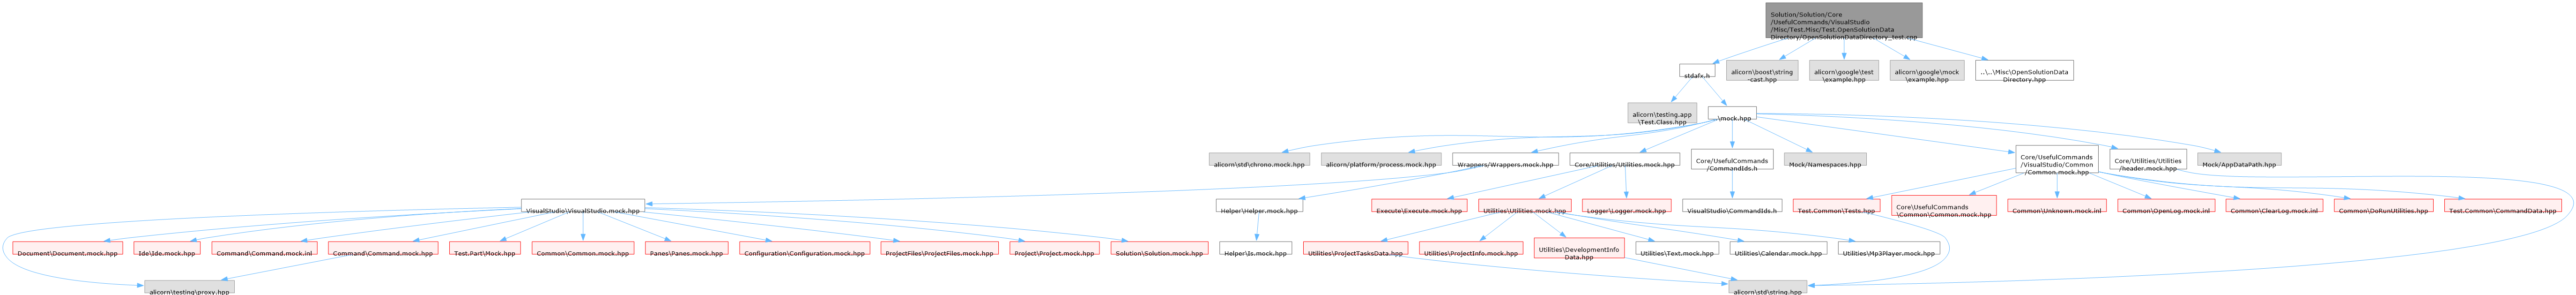 Solution/Solution/Core
/UsefulCommands/VisualStudio
/Misc/Test.Misc/Test.OpenSolutionData
Directory/OpenSolutionDataDirectory_test.cpp
stdafx.h
alicorn\boost\string
-cast.hpp
alicorn\google\test
\example.hpp
alicorn\google\mock
\example.hpp
..\..\Misc\OpenSolutionData
Directory.hpp
alicorn\testing.app
\Test.Class.hpp
.\mock.hpp
alicorn\std\chrono.mock.hpp
alicorn/platform/process.mock.hpp
Wrappers/Wrappers.mock.hpp
Core/Utilities/Utilities.mock.hpp
Core/UsefulCommands
/CommandIds.h
Mock/Namespaces.hpp
Core/UsefulCommands
/VisualStudio/Common
/Common.mock.hpp
Core/Utilities/Utilities
/header.mock.hpp
Mock/AppDataPath.hpp
VisualStudio\VisualStudio.mock.hpp
Helper\Helper.mock.hpp
Execute\Execute.mock.hpp
Utilities\Utilities.mock.hpp
Logger\Logger.mock.hpp
VisualStudio\CommandIds.h
Test.Common\Tests.hpp
Core\UsefulCommands
\Common\Common.mock.hpp
Common\Unknown.mock.inl
Common\OpenLog.mock.inl
Common\ClearLog.mock.inl
Common\DoRunUtilities.hpp
Test.Common\CommandData.hpp
Document\Document.mock.hpp
Ide\Ide.mock.hpp
Command\Command.mock.inl
Command\Command.mock.hpp
Test.Part\Mock.hpp
Common\Common.mock.hpp
Panes\Panes.mock.hpp
Configuration\Configuration.mock.hpp
ProjectFiles\ProjectFiles.mock.hpp
Project\Project.mock.hpp
Solution\Solution.mock.hpp
Helper\Is.mock.hpp
Utilities\ProjectTasksData.hpp
Utilities\ProjectInfo.mock.hpp
Utilities\DevelopmentInfo
Data.hpp
Utilities\Text.mock.hpp
Utilities\Calendar.mock.hpp
Utilities\Mp3Player.mock.hpp
alicorn\testing\proxy.hpp
alicorn\std\string.hpp